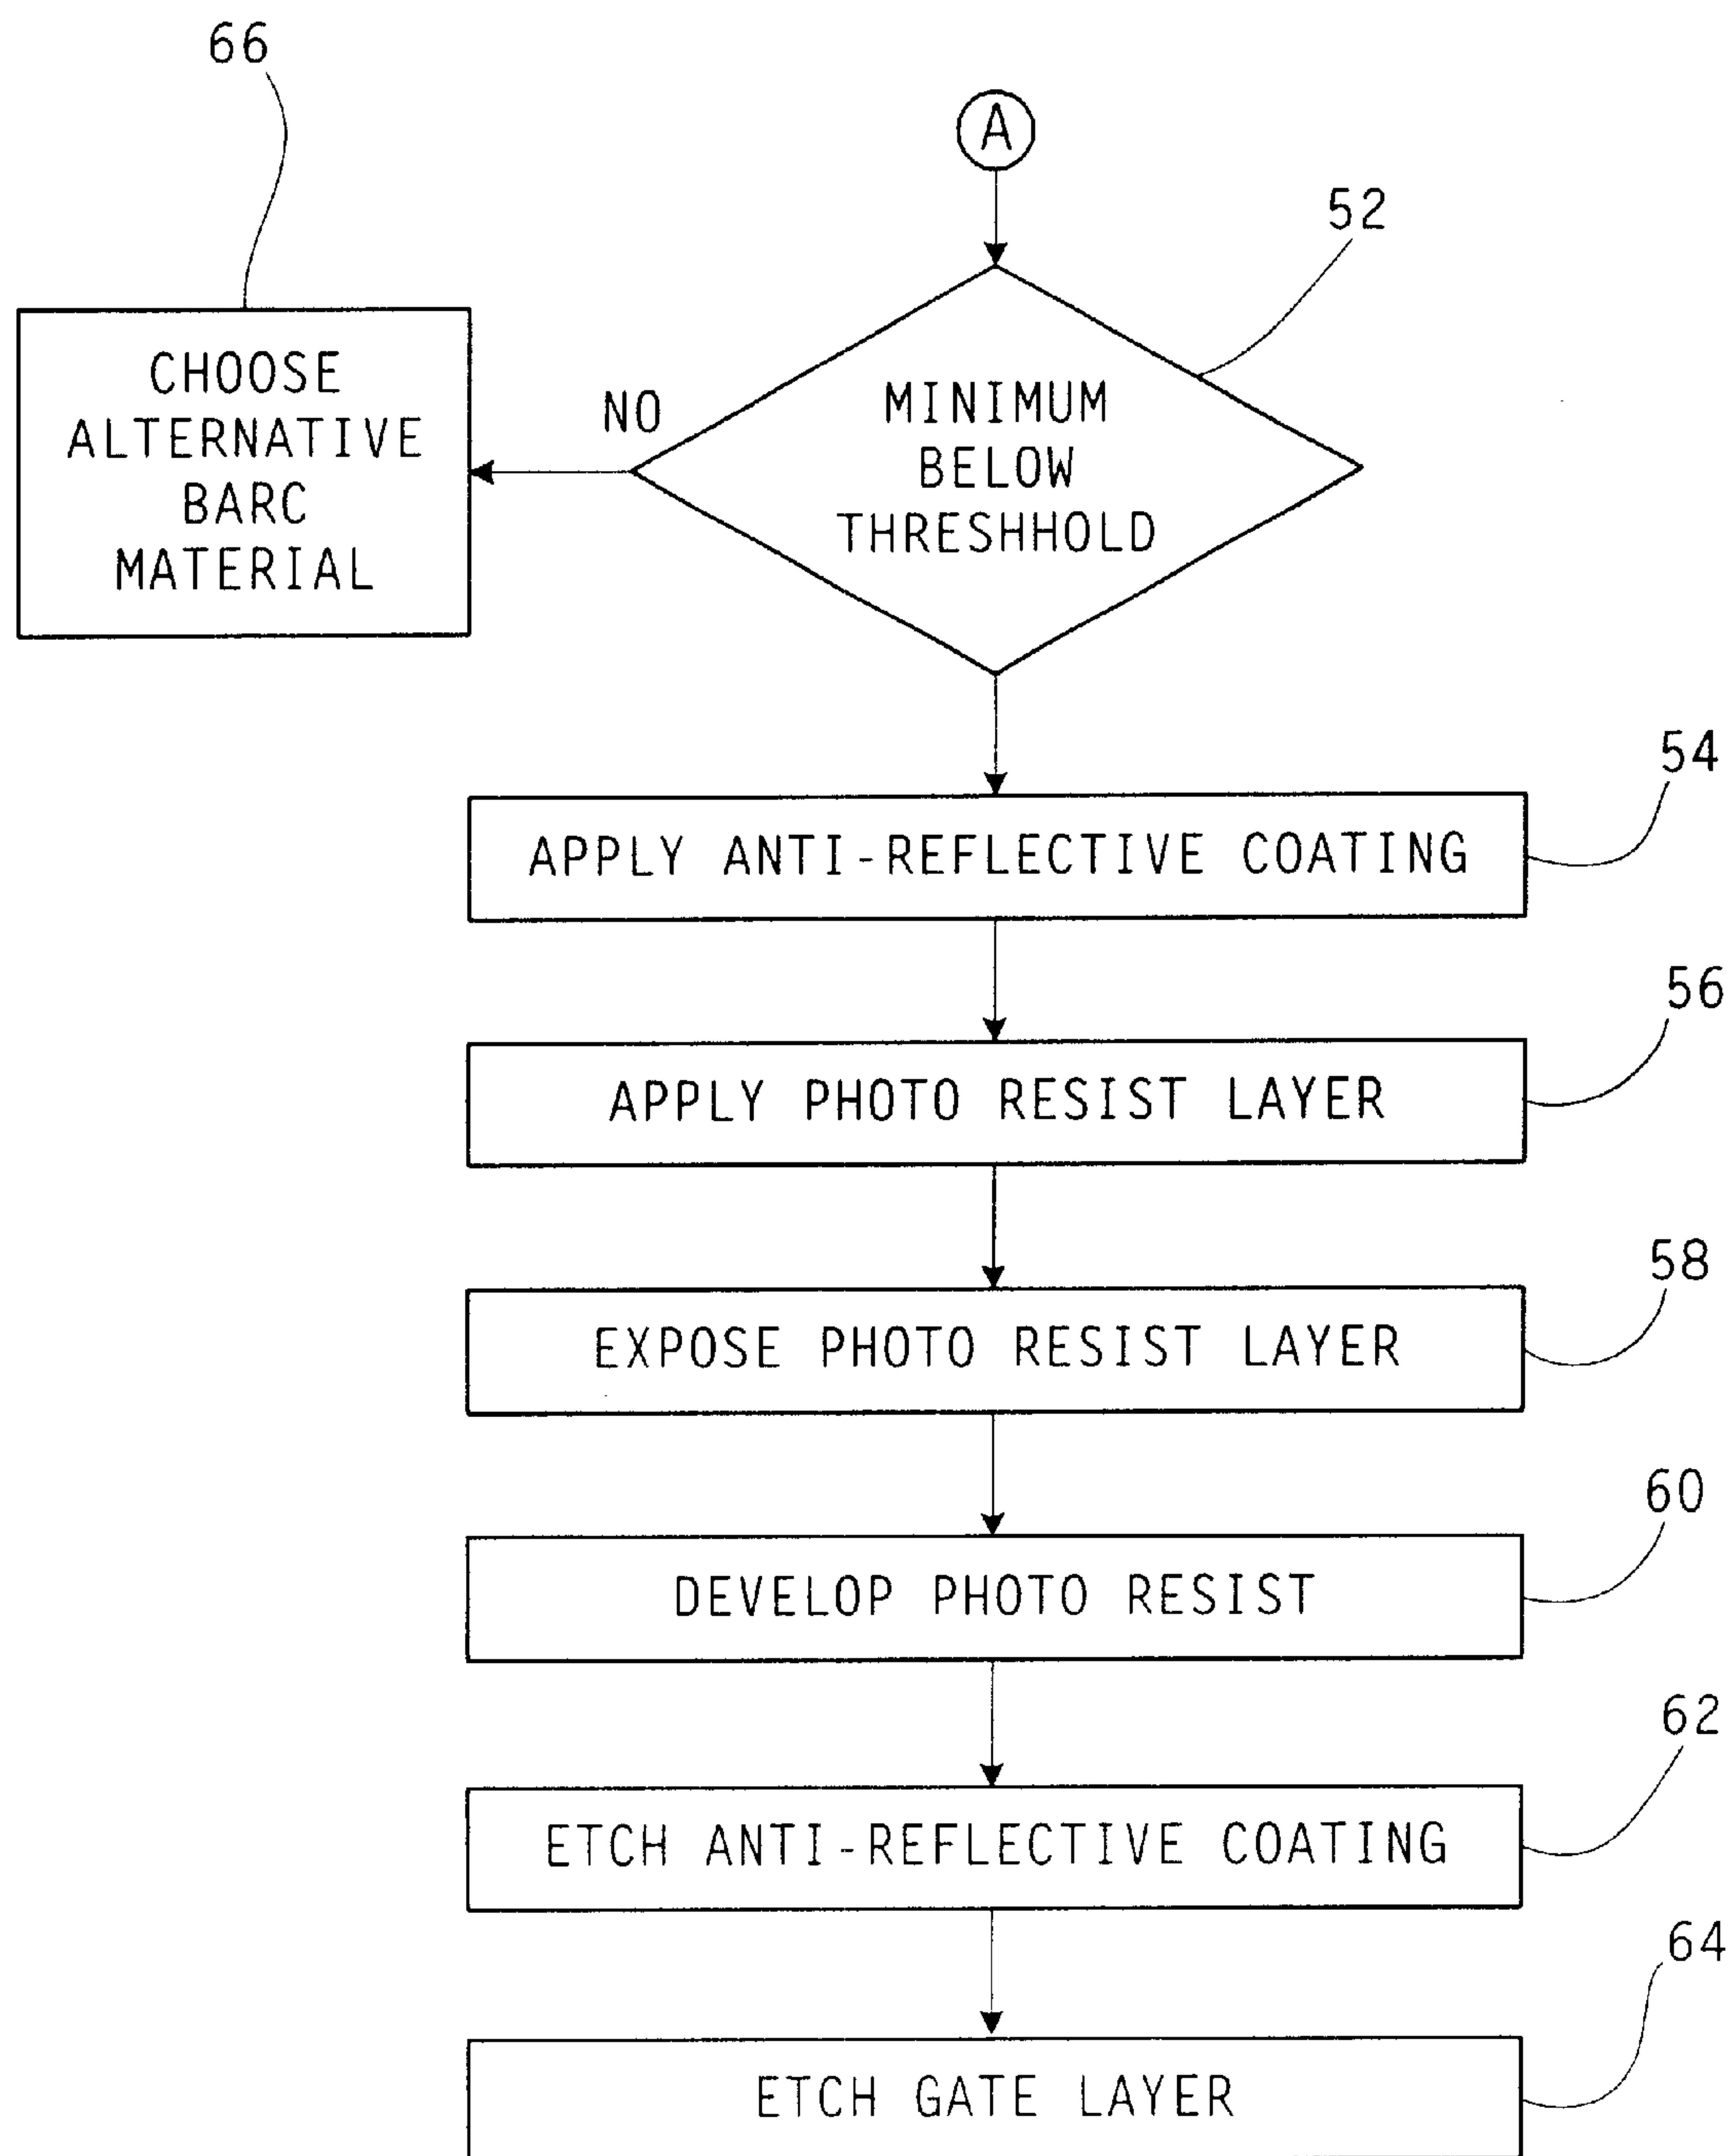 66
A
52
CHOOSE
ALTERNATIVE
BARC
MATERIAL
NO
MINIMUM
BELOW
THRESHHOLD
54
APPLY ANTI-REFLECTIVE COATING
56
APPLY PHOTO RESIST LAYER
58
EXPOSE PHOTO RESIST LAYER
60
DEVELOP PHOTO RESIST
62
ETCH ANTI-REFLECTIVE COATING
64
ETCH GATE LAYER